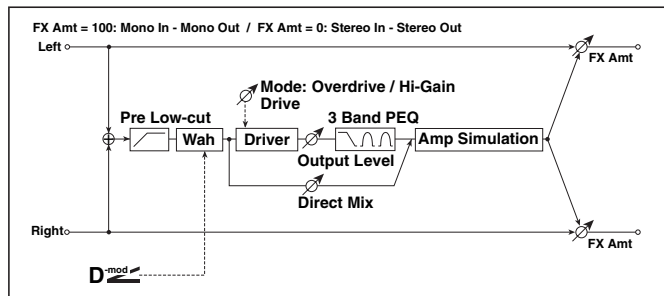 FX Amt = 100: Mono In - Mono Out / FX Amt = 0: Stereo In - Stereo Out
Left
FX Amt
Mode: Overdrive / Hi-Gain
Drive
Pre Low-cut
3 Band PEQ
Wah
Driver
Amp Simulation
Output Level
Direct Mix
Right
FX Amt
D-mod